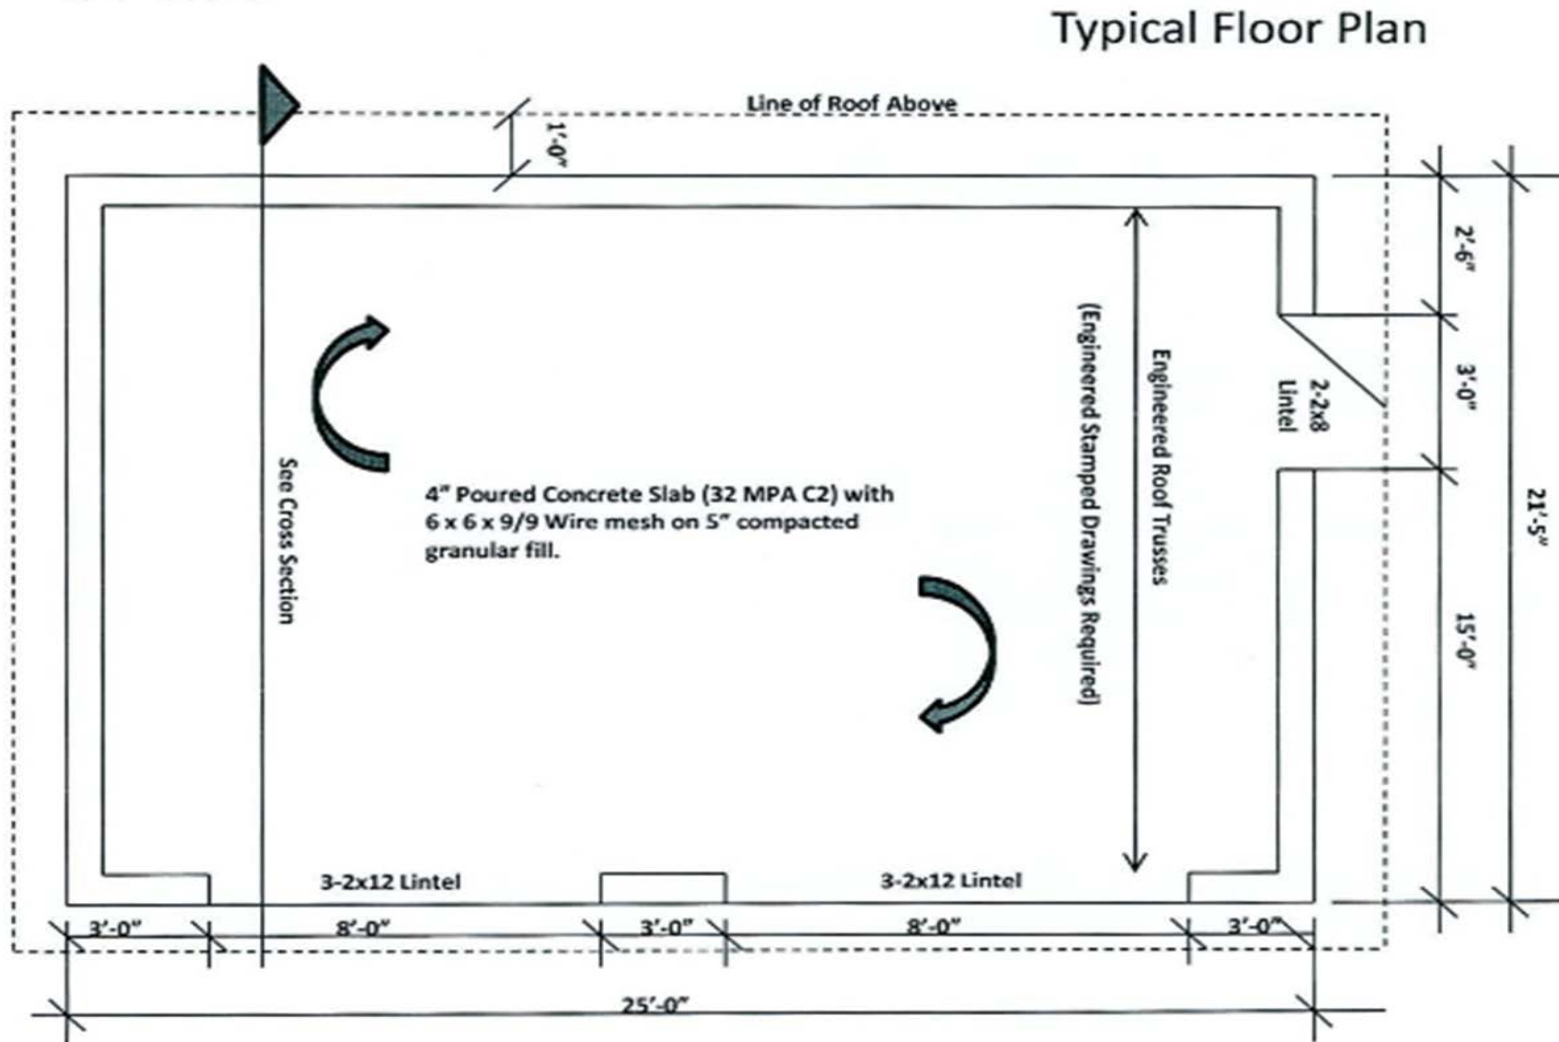 Typical Floor Plan
Line of Roof Above
1'-0"
2'-6"
3'-0"
2-2x8
Lintel
Engineered Roof Trusses
(Engineered Stamped Drawings Required)
21'-5"
15'-0"
See Cross Section
4" Poured Concrete Slab (32 MPA C2) with
6 x 6 x 9/9 Wire mesh on 5" compacted
granular fill.
3-2x12 Lintel
3-2x12 Lintel
3'-0"
8'-0"
3'-0"
8'-0"
3'-0"
25'-0"